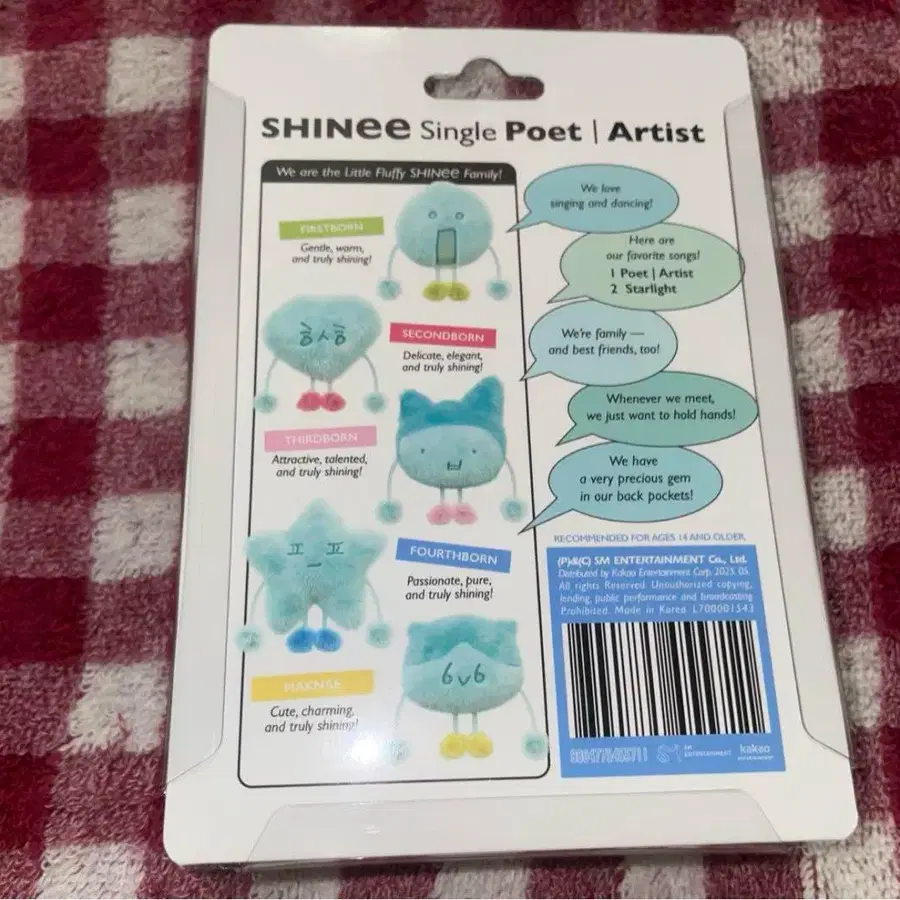 SHINee Single Poet | Artist
We are the Little Fluffy SHINee Family!
FIRSTBORN
Gentle, warm,
and truly shining!
SECONDBORN
Delicate, elegant,
and truly shining!
THIRDBORN
Attractive, talented,
and truly shining!
FOURTHBORN
Passionate, pure,
and truly shining!
MAKNAE
Cute, charming,
and truly shining!
We love
singing and dancing!
Here are
our favorite songs!
1 Poet | Artist
2 Starlight
We're family —
and best friends, too!
Whenever we meet,
we just want to hold hands!
We have
a very precious gem
in our back pockets!
RECOMMENDED FOR AGES 14 AND OLDER.
(P)&(C) SM ENTERTAINMENT Co., Ltd.
Distributed by Kakao Entertainment Corp. 2025. 05.
All rights Reserved. Unauthorized copying,
lending, public performance and broadcasting
Prohibited. Made in Korea. L700001543
SM
ENTERTAINMENT
kakao
ENTERTAINMENT